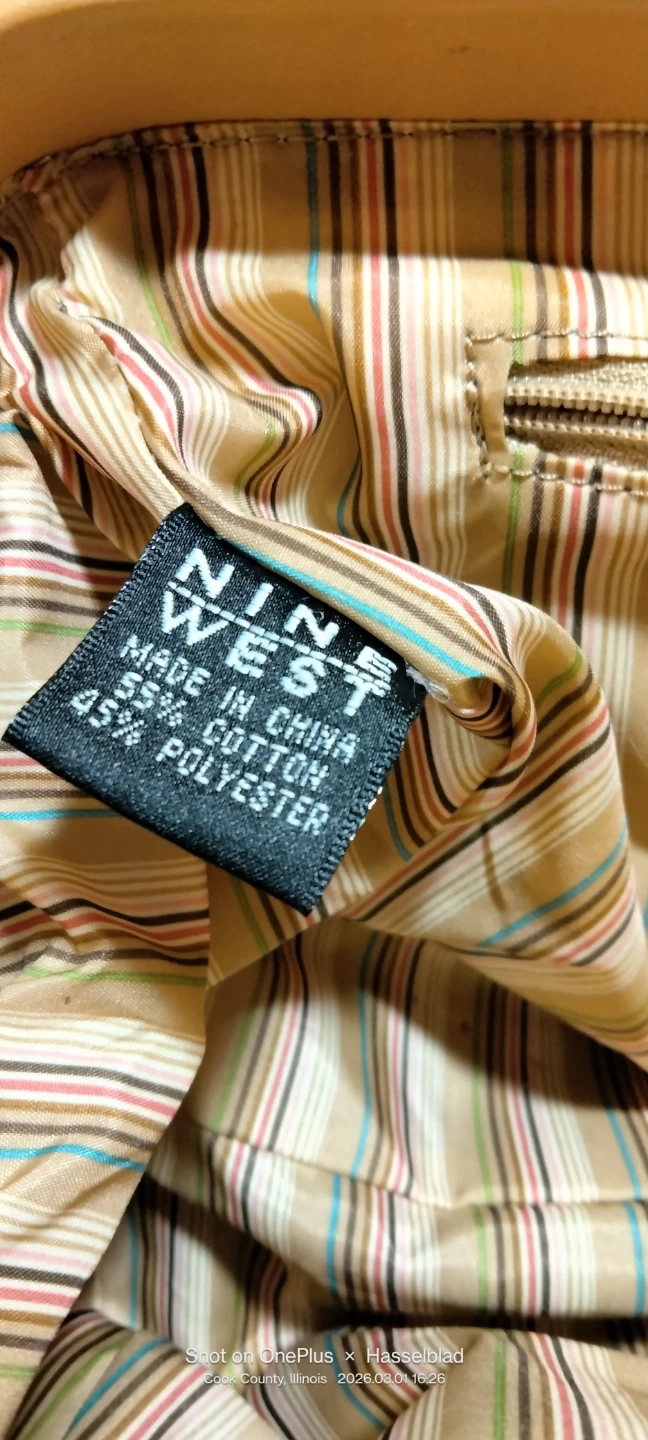 NINE
WEST
MADE IN CHINA
55% COTTON
45% POLYESTER
Shot on OnePlus × Hasselblad
Cook County, Illinois 2026.03.01 16:26